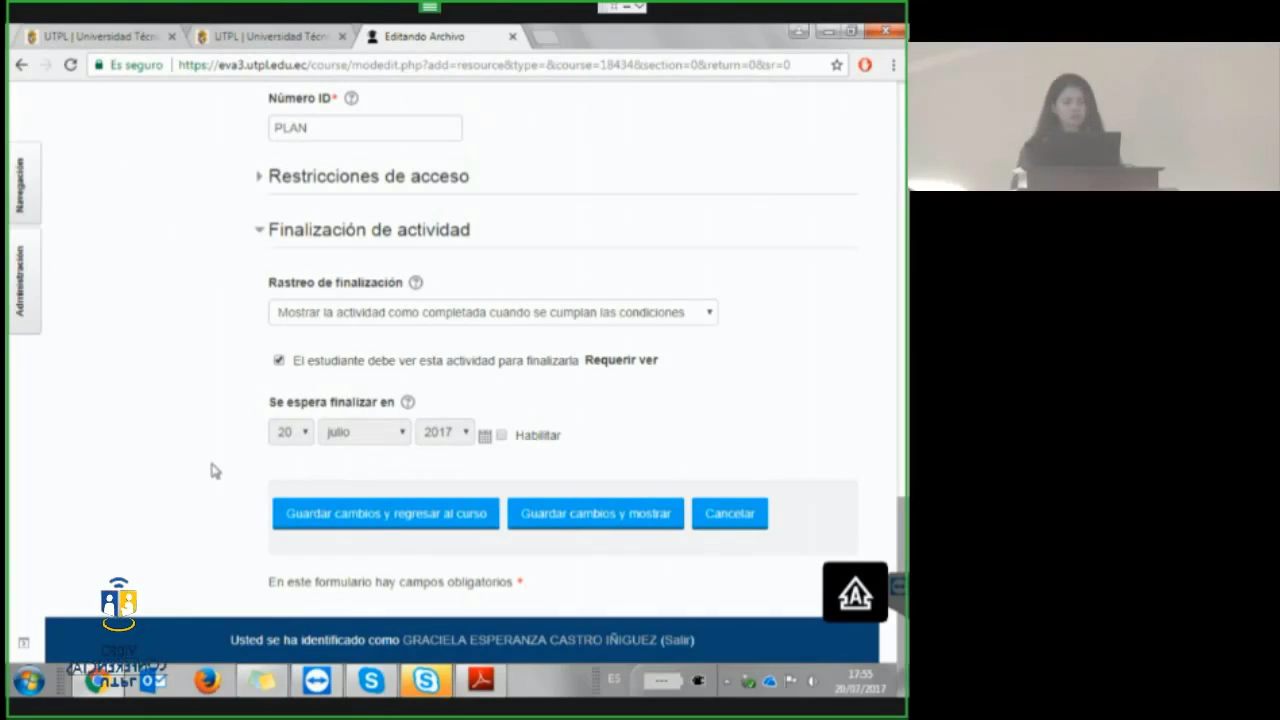 UTPL | Universidad Técni
UTPL | Universidad Técni
Editando Archivo
Es seguro
https://eva3.utpl.edu.ec/course/modedit.php?add=resource&type=&course=18434&section=0&return=0&sr=0
Número ID*
PLAN
Navegación
Restricciones de acceso
Finalización de actividad
Administración
Rastreo de finalización
Mostrar la actividad como completada cuando se cumplan las condiciones
El estudiante debe ver esta actividad para finalizarla Requerir ver
Se espera finalizar en
20 julio 2017 Habilitar
Guardar cambios y regresar al curso
Guardar cambios y mostrar
Cancelar
En este formulario hay campos obligatorios *
A
Usted se ha identificado como GRACIELA ESPERANZA CASTRO IÑIGUEZ (Salir)
VIDEO
CONFERENCIAS
UTPL
ES
17:55
20/07/2017